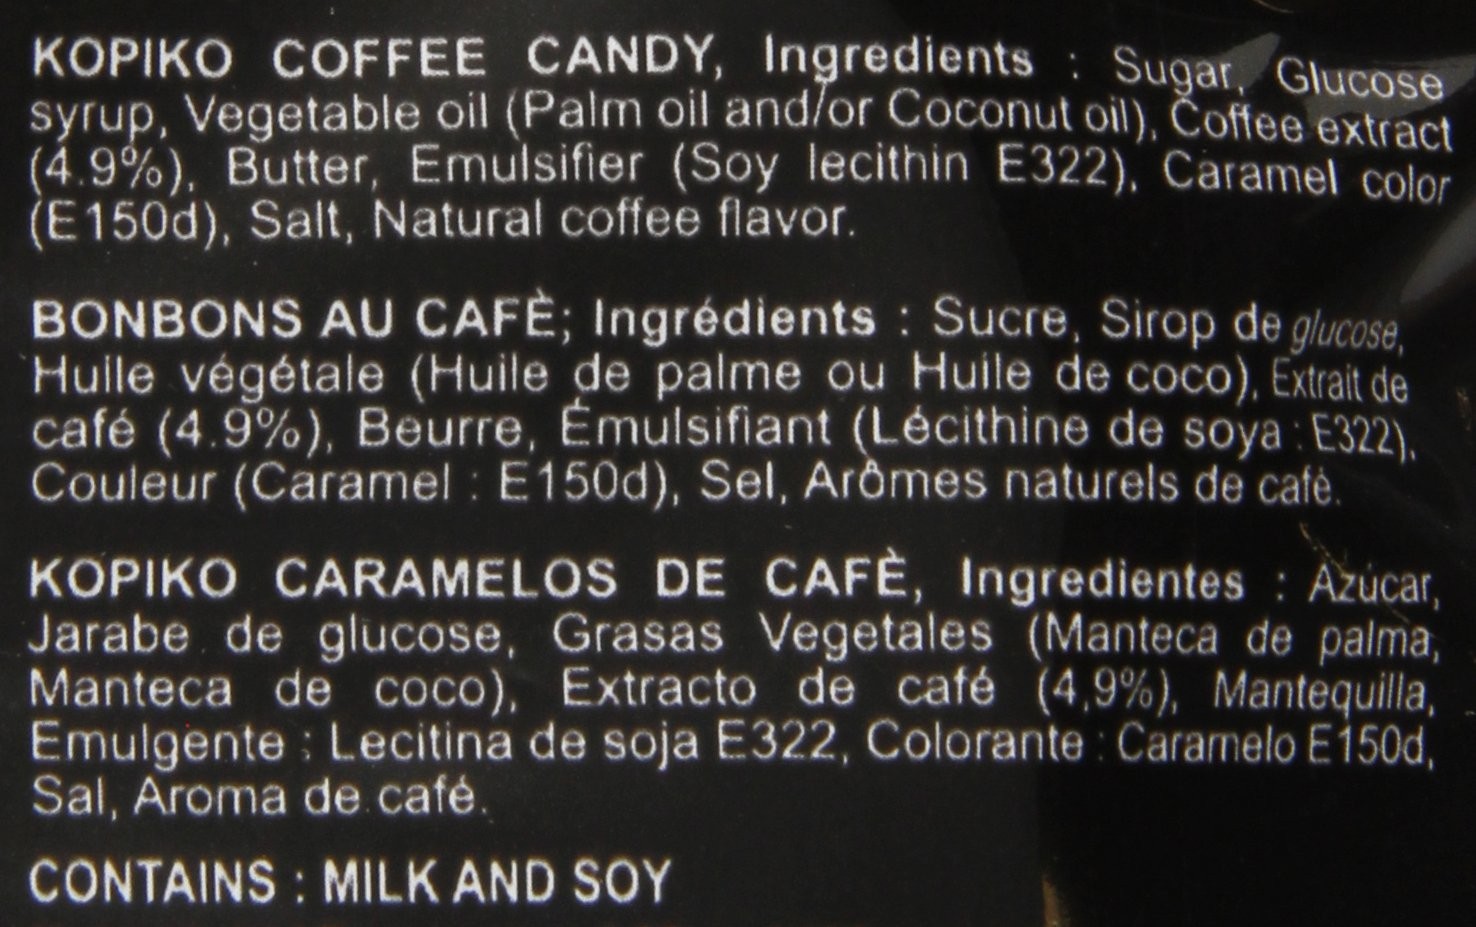 KOPIKO COFFEE CANDY, Ingredients : Sugar, Glucose
syrup, Vegetable oil (Palm oil and/or Coconut oil), Coffee extract
(4.9%), Butter, Emulsifier (Soy lecithin E322), Caramel color
(E150d), Salt, Natural coffee flavor.
BONBONS AU CAFÈ; Ingrédients : Sucre, Sirop de glucose,
Huile végétale (Huile de palme ou Huile de coco), Extrait de
café (4.9%), Beurre, Émulsifiant (Lécithine de soya : E322),
Couleur (Caramel : E150d), Sel, Arômes naturels de café.
KOPIKO CARAMELOS DE CAFÈ, Ingredientes : Azúcar,
Jarabe de glucose, Grasas Vegetales (Manteca de palma,
Manteca de coco), Extracto de café (4,9%), Mantequilla,
Emulgente : Lecitina de soja E322, Colorante : Caramelo E150d,
Sal, Aroma de café.
CONTAINS : MILK AND SOY